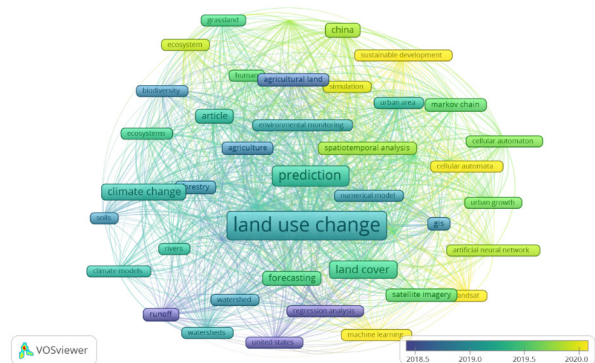 grassland
china
ecosystem
sustainable development
human
agricultural land
simulation
biodiversity
urban area
markov chain
article
environmental monitoring
ecosystems
agriculture
spatiotemporal analysis
cellular automaton
cellular automata
prediction
climate change
forestry
numerical model
urban growth
soils
land use change
gis
rivers
artificial neural network
climate models
forecasting
land cover
watershed
satellite imagery
landsat
runoff
regression analysis
watersheds
united states
machine learning
VOSviewer
2018.5 2019.0 2019.5 2020.0